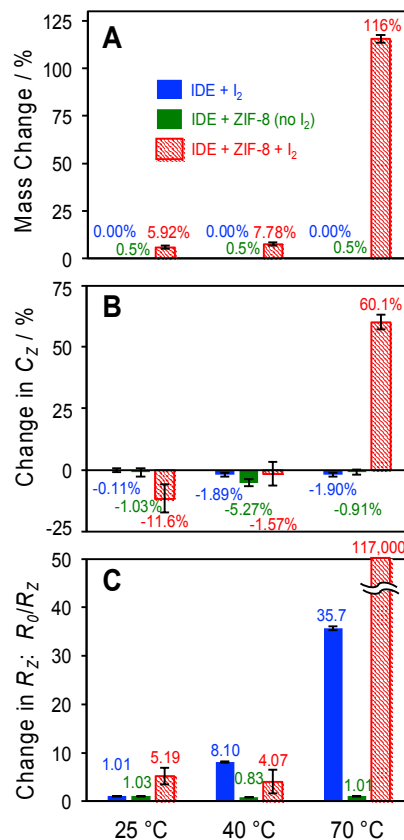 A
Mass Change / %
125
100
75
50
25
0
IDE + I₂
IDE + ZIF-8 (no I₂)
IDE + ZIF-8 + I₂
116%
0.00% 5.92% 0.00% 7.78% 0.00%
0.5% 0.5% 0.5%
B
Change in C_Z / %
75
50
25
0
-25
60.1%
-0.11% -1.89% -1.90%
-1.03% -5.27% -0.91%
-11.6% -1.57%
C
Change in R_Z: R_0/R_Z
50
40
30
20
10
0
117,000
35.7
1.01 5.19 8.10 4.07
1.03 0.83 1.01
25 °C 40 °C 70 °C